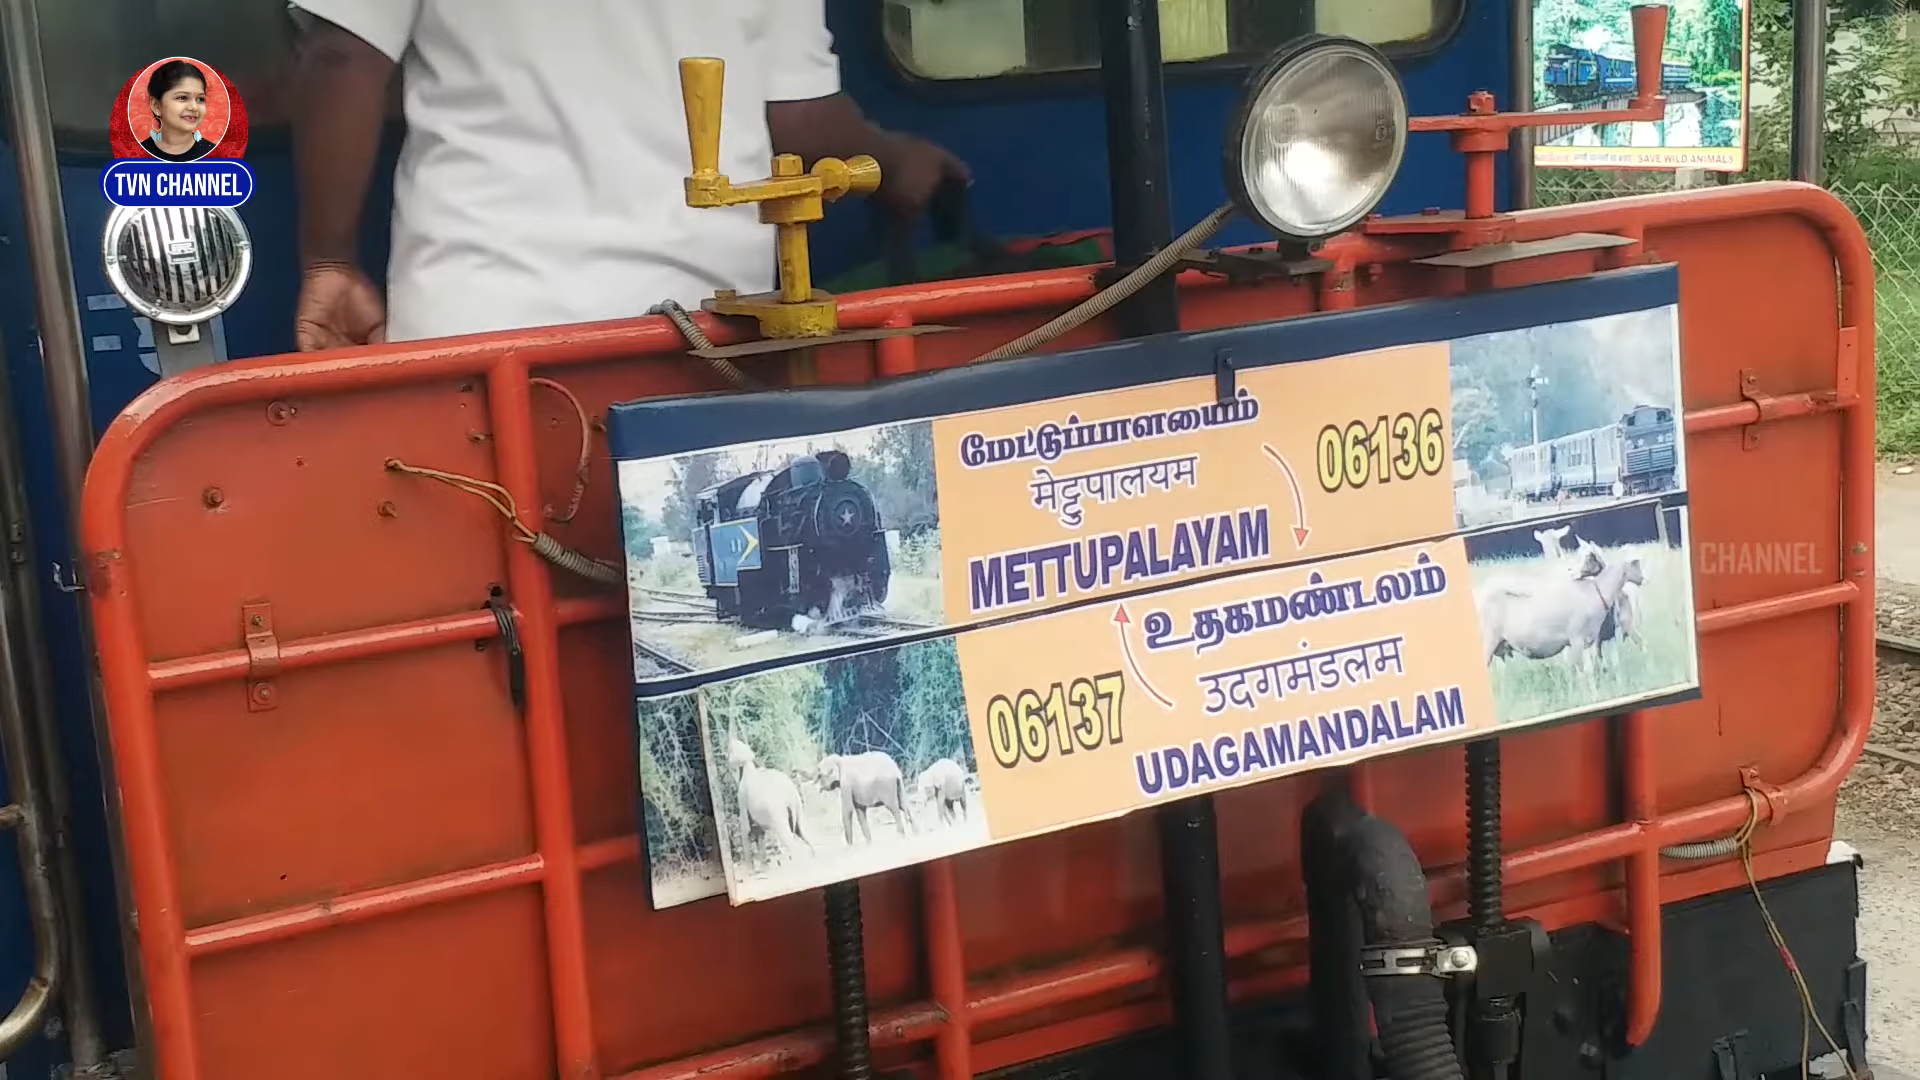 TVN CHANNEL
SAVE WILD ANIMALS
மேட்டுப்பாளையம்
मेट्टुपालयम
METTUPALAYAM
06136
CHANNEL
உதகமண்டலம்
उदगमंडलम
UDAGAMANDALAM
06137